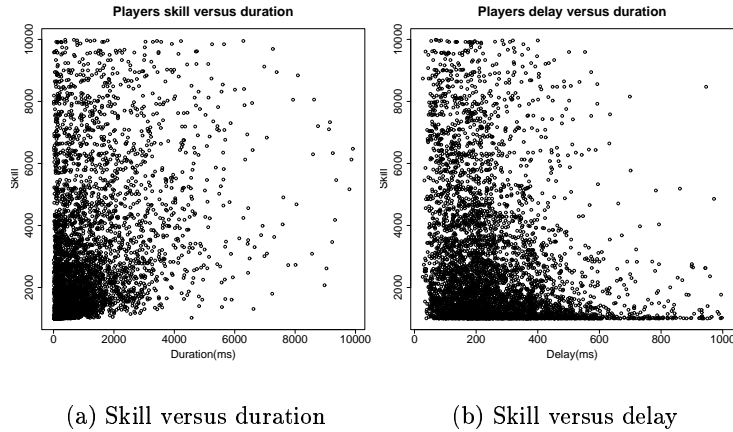 Players skill versus duration
Skill
2000 4000 6000 8000 10000
0 2000 4000 6000 8000 10000
Duration(ms)
(a) Skill versus duration
Players delay versus duration
Skill
2000 4000 6000 8000 10000
0 200 400 600 800 1000
Delay(ms)
(b) Skill versus delay